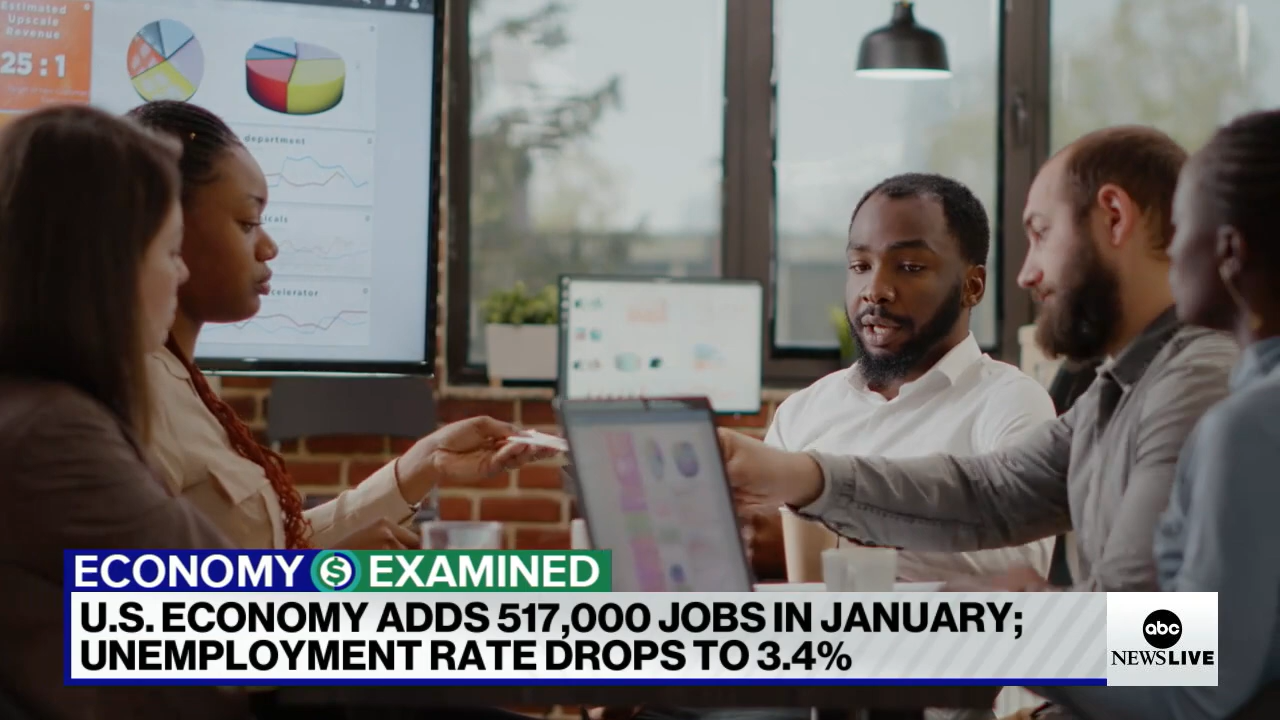 Estimated
Upscale
Revenue
25 : 1
department
ECONOMY $ EXAMINED
U.S. ECONOMY ADDS 517,000 JOBS IN JANUARY;
UNEMPLOYMENT RATE DROPS TO 3.4%
abc
NEWSLIVE